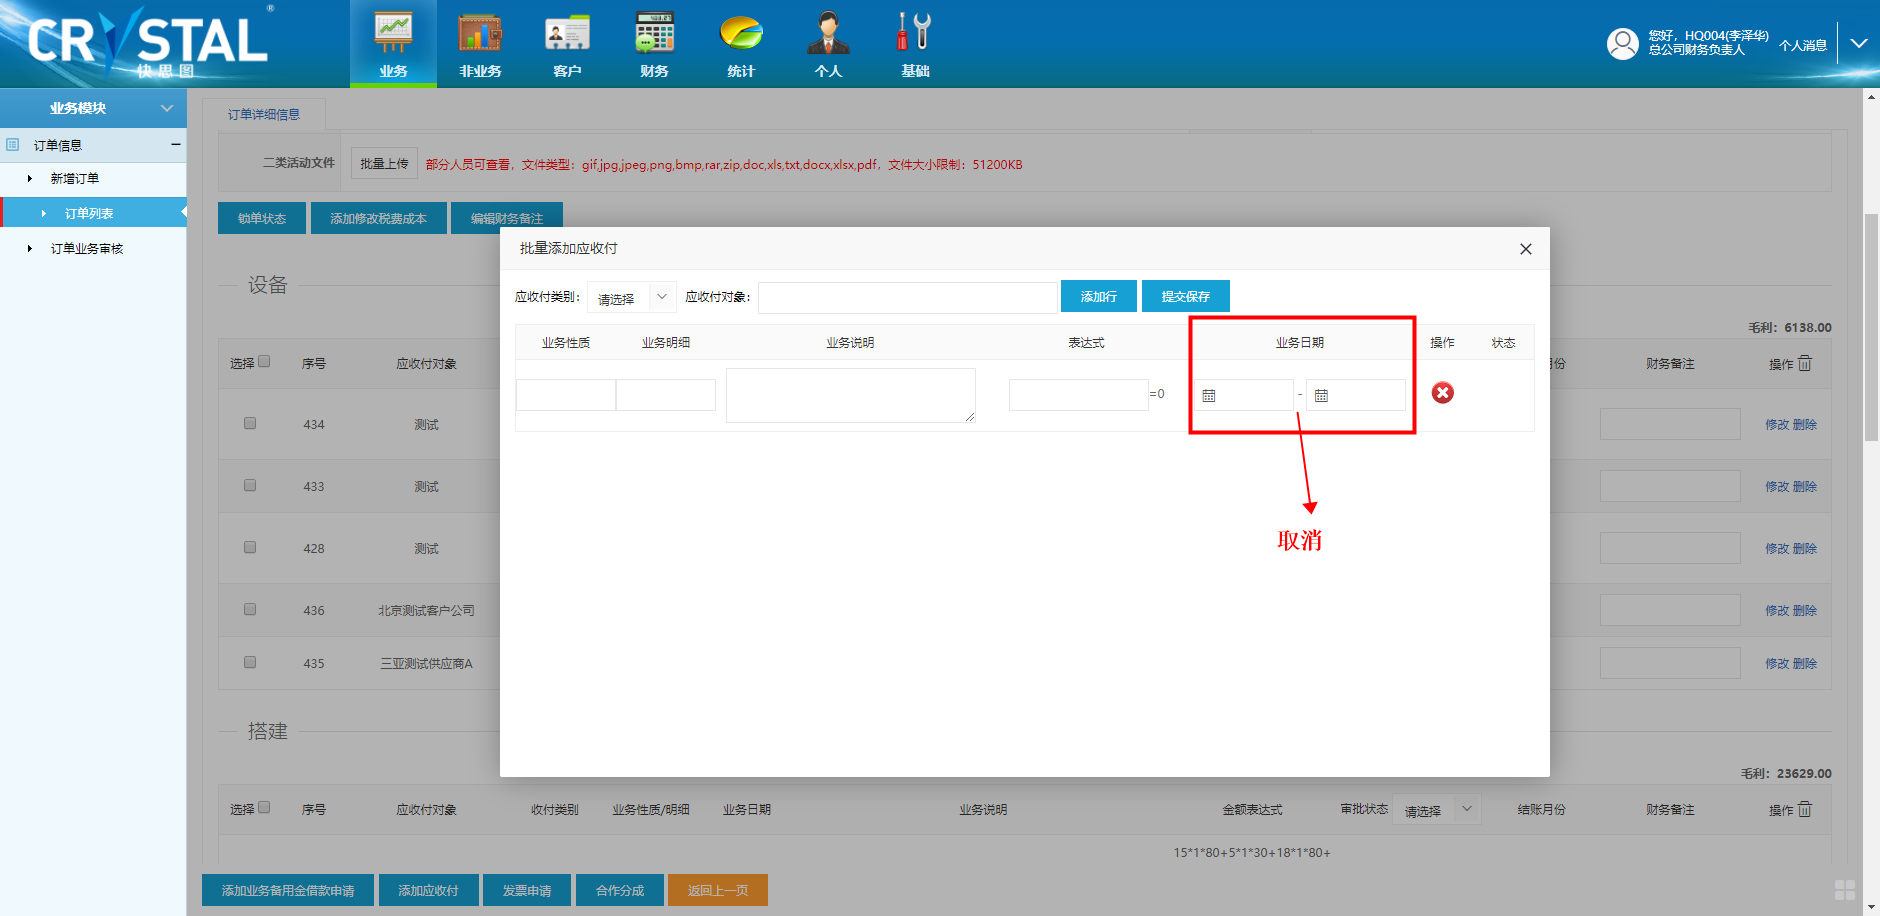 CRYSTAL
®
快思图
业务
非业务
客户
财务
统计
个人
基础
您好，HQ004(李泽华)
总公司财务负责人
个人消息
业务模块
订单信息
新增订单
订单列表
订单业务审核
订单详细信息
二类活动文件
批量上传
部分人员可查看，文件类型：gif,jpg,jpeg,png,bmp,rar,zip,doc,xls,txt,docx,xlsx,pdf，文件大小限制：51200KB
锁单状态
添加修改税费成本
编辑财务备注
批量添加应收付
应收付类别：
请选择
应收付对象：
添加行
提交保存
业务性质
业务明细
业务说明
表达式
业务日期
操作
状态
=0
-
取消
设备
毛利：6138.00
选择
序号
应收付对象
月份
财务备注
操作
434
测试
修改 删除
433
测试
修改 删除
428
测试
修改 删除
436
北京测试客户公司
修改 删除
435
三亚测试供应商A
修改 删除
搭建
毛利：23629.00
选择
序号
应收付对象
收付类别
业务性质/明细
业务日期
业务说明
金额表达式
审批状态
请选择
结账月份
财务备注
操作
15*1*80+5*1*30+18*1*80+
添加业务备用金借款申请
添加应收付
发票申请
合作分成
返回上一页